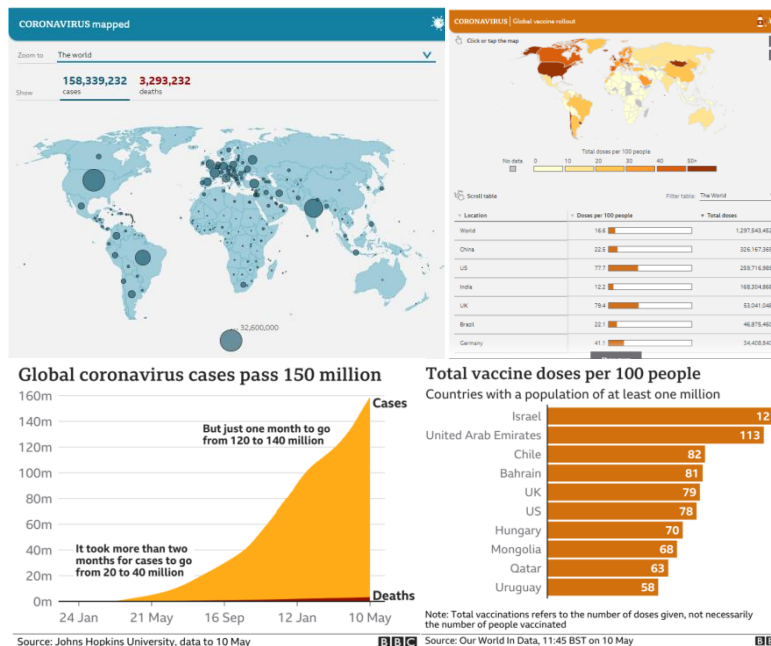 CORONAVIRUS mapped
Zoom to The world
Show 158,339,232 3,293,232
cases deaths
32,600,000
CORONAVIRUS | Global vaccine rollout
Click or tap the map
Total doses per 100 people
No data 0 10 20 30 40 50+
Scroll table Filter table: The World
Location Doses per 100 people Total doses
World 16.6
China 22.5
US 77.7
India 12.2
UK 79.4
Brazil 22.1
Germany 41.1
Global coronavirus cases pass 150 million
160m
Cases
140m
But just one month to go
from 120 to 140 million
120m
100m
80m
60m
It took more than two
months for cases to go
from 20 to 40 million
40m
20m
Deaths
0m
24 Jan 21 May 16 Sep 12 Jan 10 May
Source: Johns Hopkins University, data to 10 May BBC
Total vaccine doses per 100 people
Countries with a population of at least one million
Israel
United Arab Emirates 113
Chile 82
Bahrain 81
UK 79
US 78
Hungary 70
Mongolia 68
Qatar 63
Uruguay 58
Note: Total vaccinations refers to the number of doses given, not necessarily
the number of people vaccinated
Source: Our World In Data, 11:45 BST on 10 May